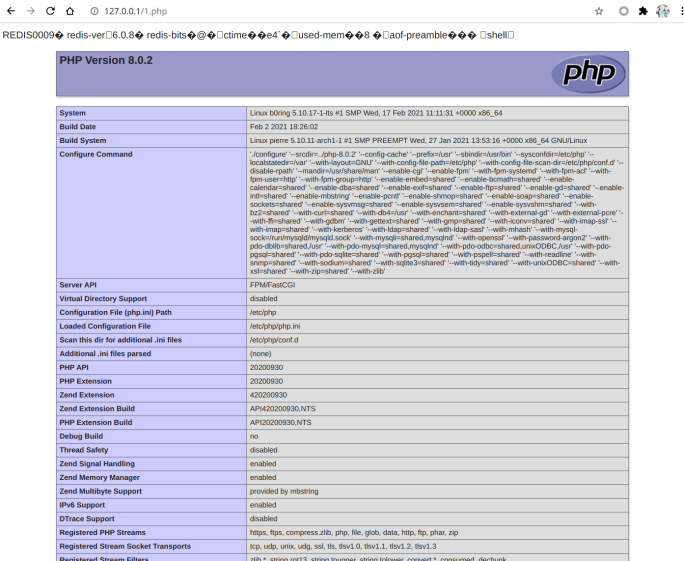 127.0.0.1/1.php
REDIS0009� redis-ver□6.0.8� redis-bits�@�□ctime��e4`�□used-mem��8 �□aof-preamble��� □shell□
PHP Version 8.0.2
php
System Linux b0ring 5.10.17-1-lts #1 SMP Wed, 17 Feb 2021 11:11:31 +0000 x86_64
Build Date Feb 2 2021 18:26:02
Build System Linux pierre 5.10.11-arch1-1 #1 SMP PREEMPT Wed, 27 Jan 2021 13:53:16 +0000 x86_64 GNU/Linux
Configure Command './configure' '--srcdir=../php-8.0.2' '--config-cache' '--prefix=/usr' '--sbindir=/usr/bin' '--sysconfdir=/etc/php' '--
localstatedir=/var' '--with-layout=GNU' '--with-config-file-path=/etc/php' '--with-config-file-scan-dir=/etc/php/conf.d' '--
disable-rpath' '--mandir=/usr/share/man' '--enable-cgi' '--enable-fpm' '--with-fpm-systemd' '--with-fpm-acl' '--with-
fpm-user=http' '--with-fpm-group=http' '--enable-embed=shared' '--enable-bcmath=shared' '--enable-
calendar=shared' '--enable-dba=shared' '--enable-exif=shared' '--enable-ftp=shared' '--enable-gd=shared' '--enable-
intl=shared' '--enable-mbstring' '--enable-pcntl' '--enable-shmop=shared' '--enable-soap=shared' '--enable-
sockets=shared' '--enable-sysvmsg=shared' '--enable-sysvsem=shared' '--enable-sysvshm=shared' '--with-
bz2=shared' '--with-curl=shared' '--with-db4=/usr' '--with-enchant=shared' '--with-external-gd' '--with-external-pcre' '-
-with-ffi=shared' '--with-gdbm' '--with-gettext=shared' '--with-gmp=shared' '--with-iconv=shared' '--with-imap-ssl' '--
with-imap=shared' '--with-kerberos' '--with-ldap=shared' '--with-ldap-sasl' '--with-mhash' '--with-mysql-
sock=/run/mysqld/mysqld.sock' '--with-mysqli=shared,mysqlnd' '--with-openssl' '--with-password-argon2' '--with-
pdo-dblib=shared,/usr' '--with-pdo-mysql=shared,mysqlnd' '--with-pdo-odbc=shared,unixODBC,/usr' '--with-pdo-
pgsql=shared' '--with-pdo-sqlite=shared' '--with-pgsql=shared' '--with-pspell=shared' '--with-readline' '--with-
snmp=shared' '--with-sodium=shared' '--with-sqlite3=shared' '--with-tidy=shared' '--with-unixODBC=shared' '--with-
xsl=shared' '--with-zip=shared' '--with-zlib'
Server API FPM/FastCGI
Virtual Directory Support disabled
Configuration File (php.ini) Path /etc/php
Loaded Configuration File /etc/php/php.ini
Scan this dir for additional .ini files /etc/php/conf.d
Additional .ini files parsed (none)
PHP API 20200930
PHP Extension 20200930
Zend Extension 420200930
Zend Extension Build API420200930,NTS
PHP Extension Build API20200930,NTS
Debug Build no
Thread Safety disabled
Zend Signal Handling enabled
Zend Memory Manager enabled
Zend Multibyte Support provided by mbstring
IPv6 Support enabled
DTrace Support disabled
Registered PHP Streams https, ftps, compress.zlib, php, file, glob, data, http, ftp, phar, zip
Registered Stream Socket Transports tcp, udp, unix, udg, ssl, tls, tlsv1.0, tlsv1.1, tlsv1.2, tlsv1.3
Registered Stream Filters zlib.*, string.rot13, string.toupper, string.tolower, convert.*, consumed, dechunk